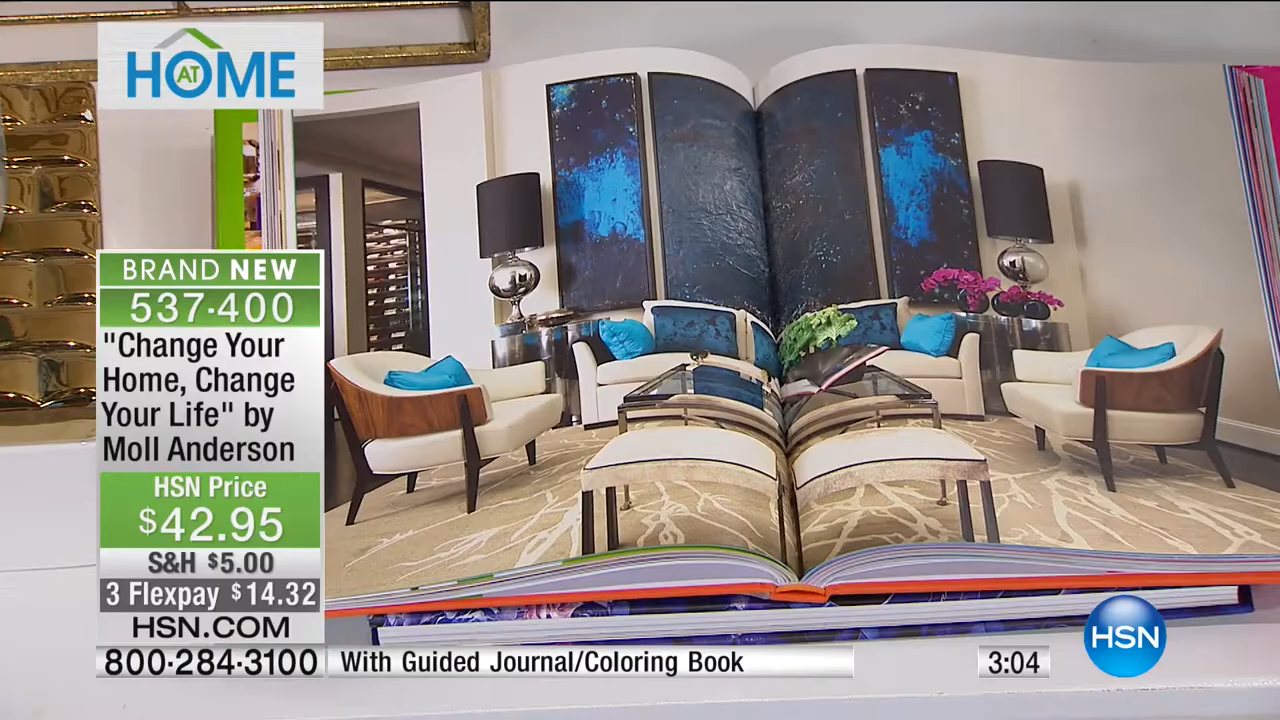 AT
HOME
BRAND NEW
537·400
"Change Your
Home, Change
Your Life" by
Moll Anderson
HSN Price
$42.95
S&H $5.00
3 Flexpay $14.32
HSN.COM
800·284·3100
With Guided Journal/Coloring Book
3:04
HSN